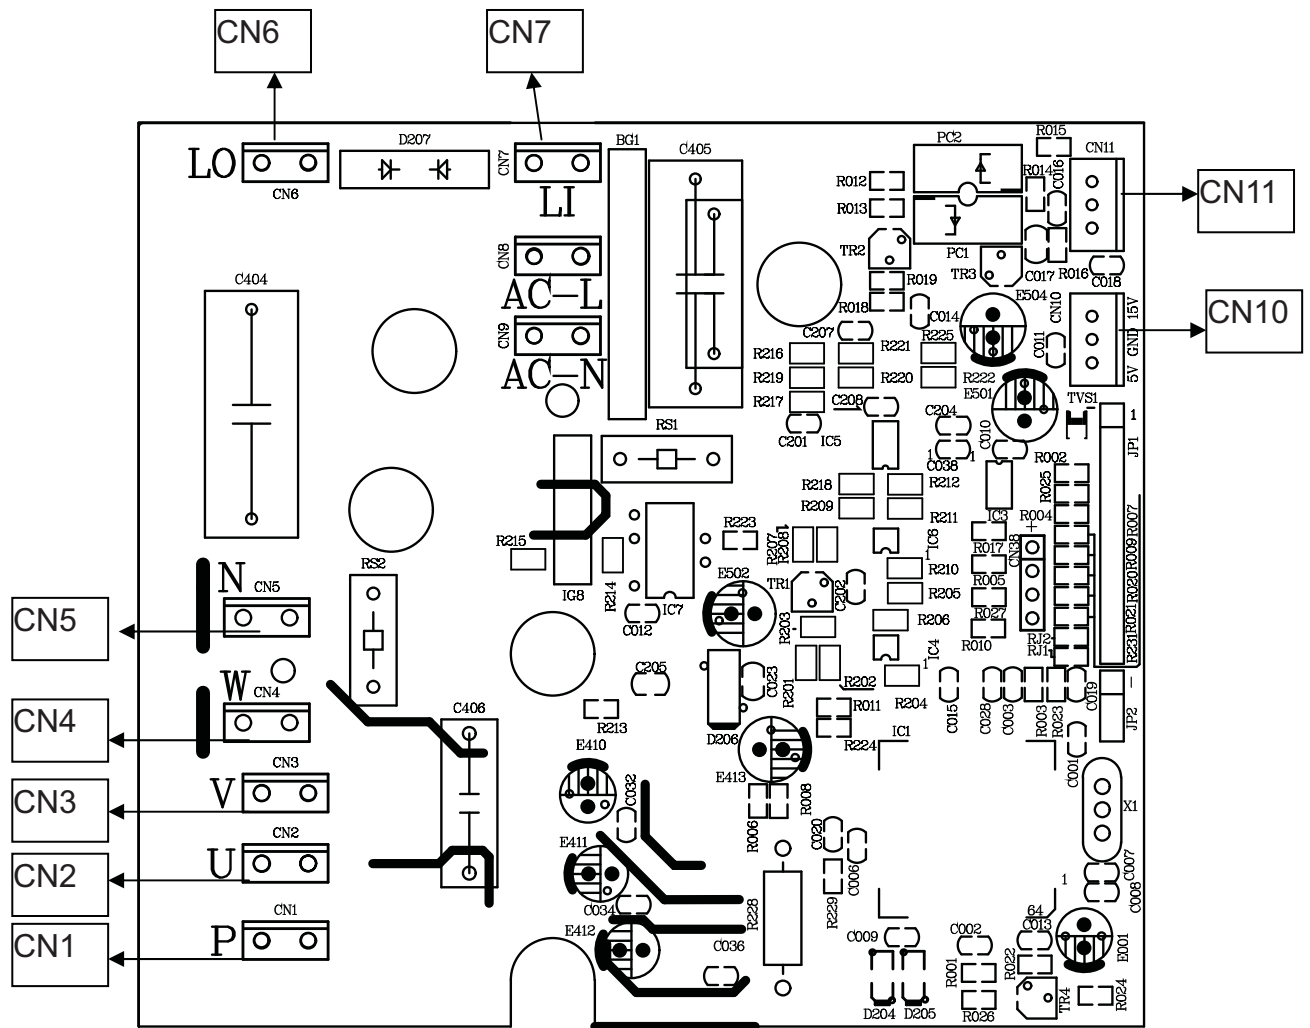 CN6
CN7
LO
CN6
D207
CN7
LI
BG1
C405
PC2
R015
CN11
R014
C016
R012
R013
CN11
TR2
PC1
TR3
C017
R016
C018
CN8
AC-L
C404
R019
R018
E504
C014
CN10
5V GND 15V
CN10
CN9
AC-N
C207
R216
R221
R225
C011
R219
R220
R222
E501
R217
C208
TVS1
1
JP1
C201
IC5
C204
C010
RS1
1
1
C038
R002
R218
R212
R025
R209
R211
IC3
R004
R007
R215
R223
R207
R208
1
IC6
R017
CN38
+
R009
RS2
IG8
R214
IC7
E502
TR1
C202
1
R210
R005
R020
N
CN5
CN5
C012
R205
R027
R021
R203
R206
R010
RJ2
RJ1
R231
IC4
W
CN4
CN4
C205
C023
R201
R202
1
R204
C015
C028
C003
R003
R023
C019
–
JP2
C406
R213
D206
R011
R224
IC1
C001
E410
E413
V
CN3
CN3
C032
R006
R008
X1
U
CN2
CN2
E411
C020
C006
C007
C008
1
R228
R229
C034
P
CN1
CN1
E412
64
C036
C009
C002
C013
E001
R001
R022
D204
D205
R026
TR4
R024